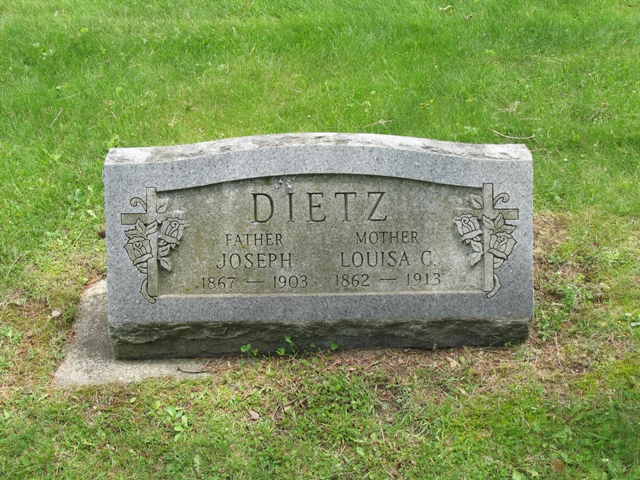 DIETZ
FATHER MOTHER
JOSEPH LOUISA C.
1867 — 1903 1862 — 1913